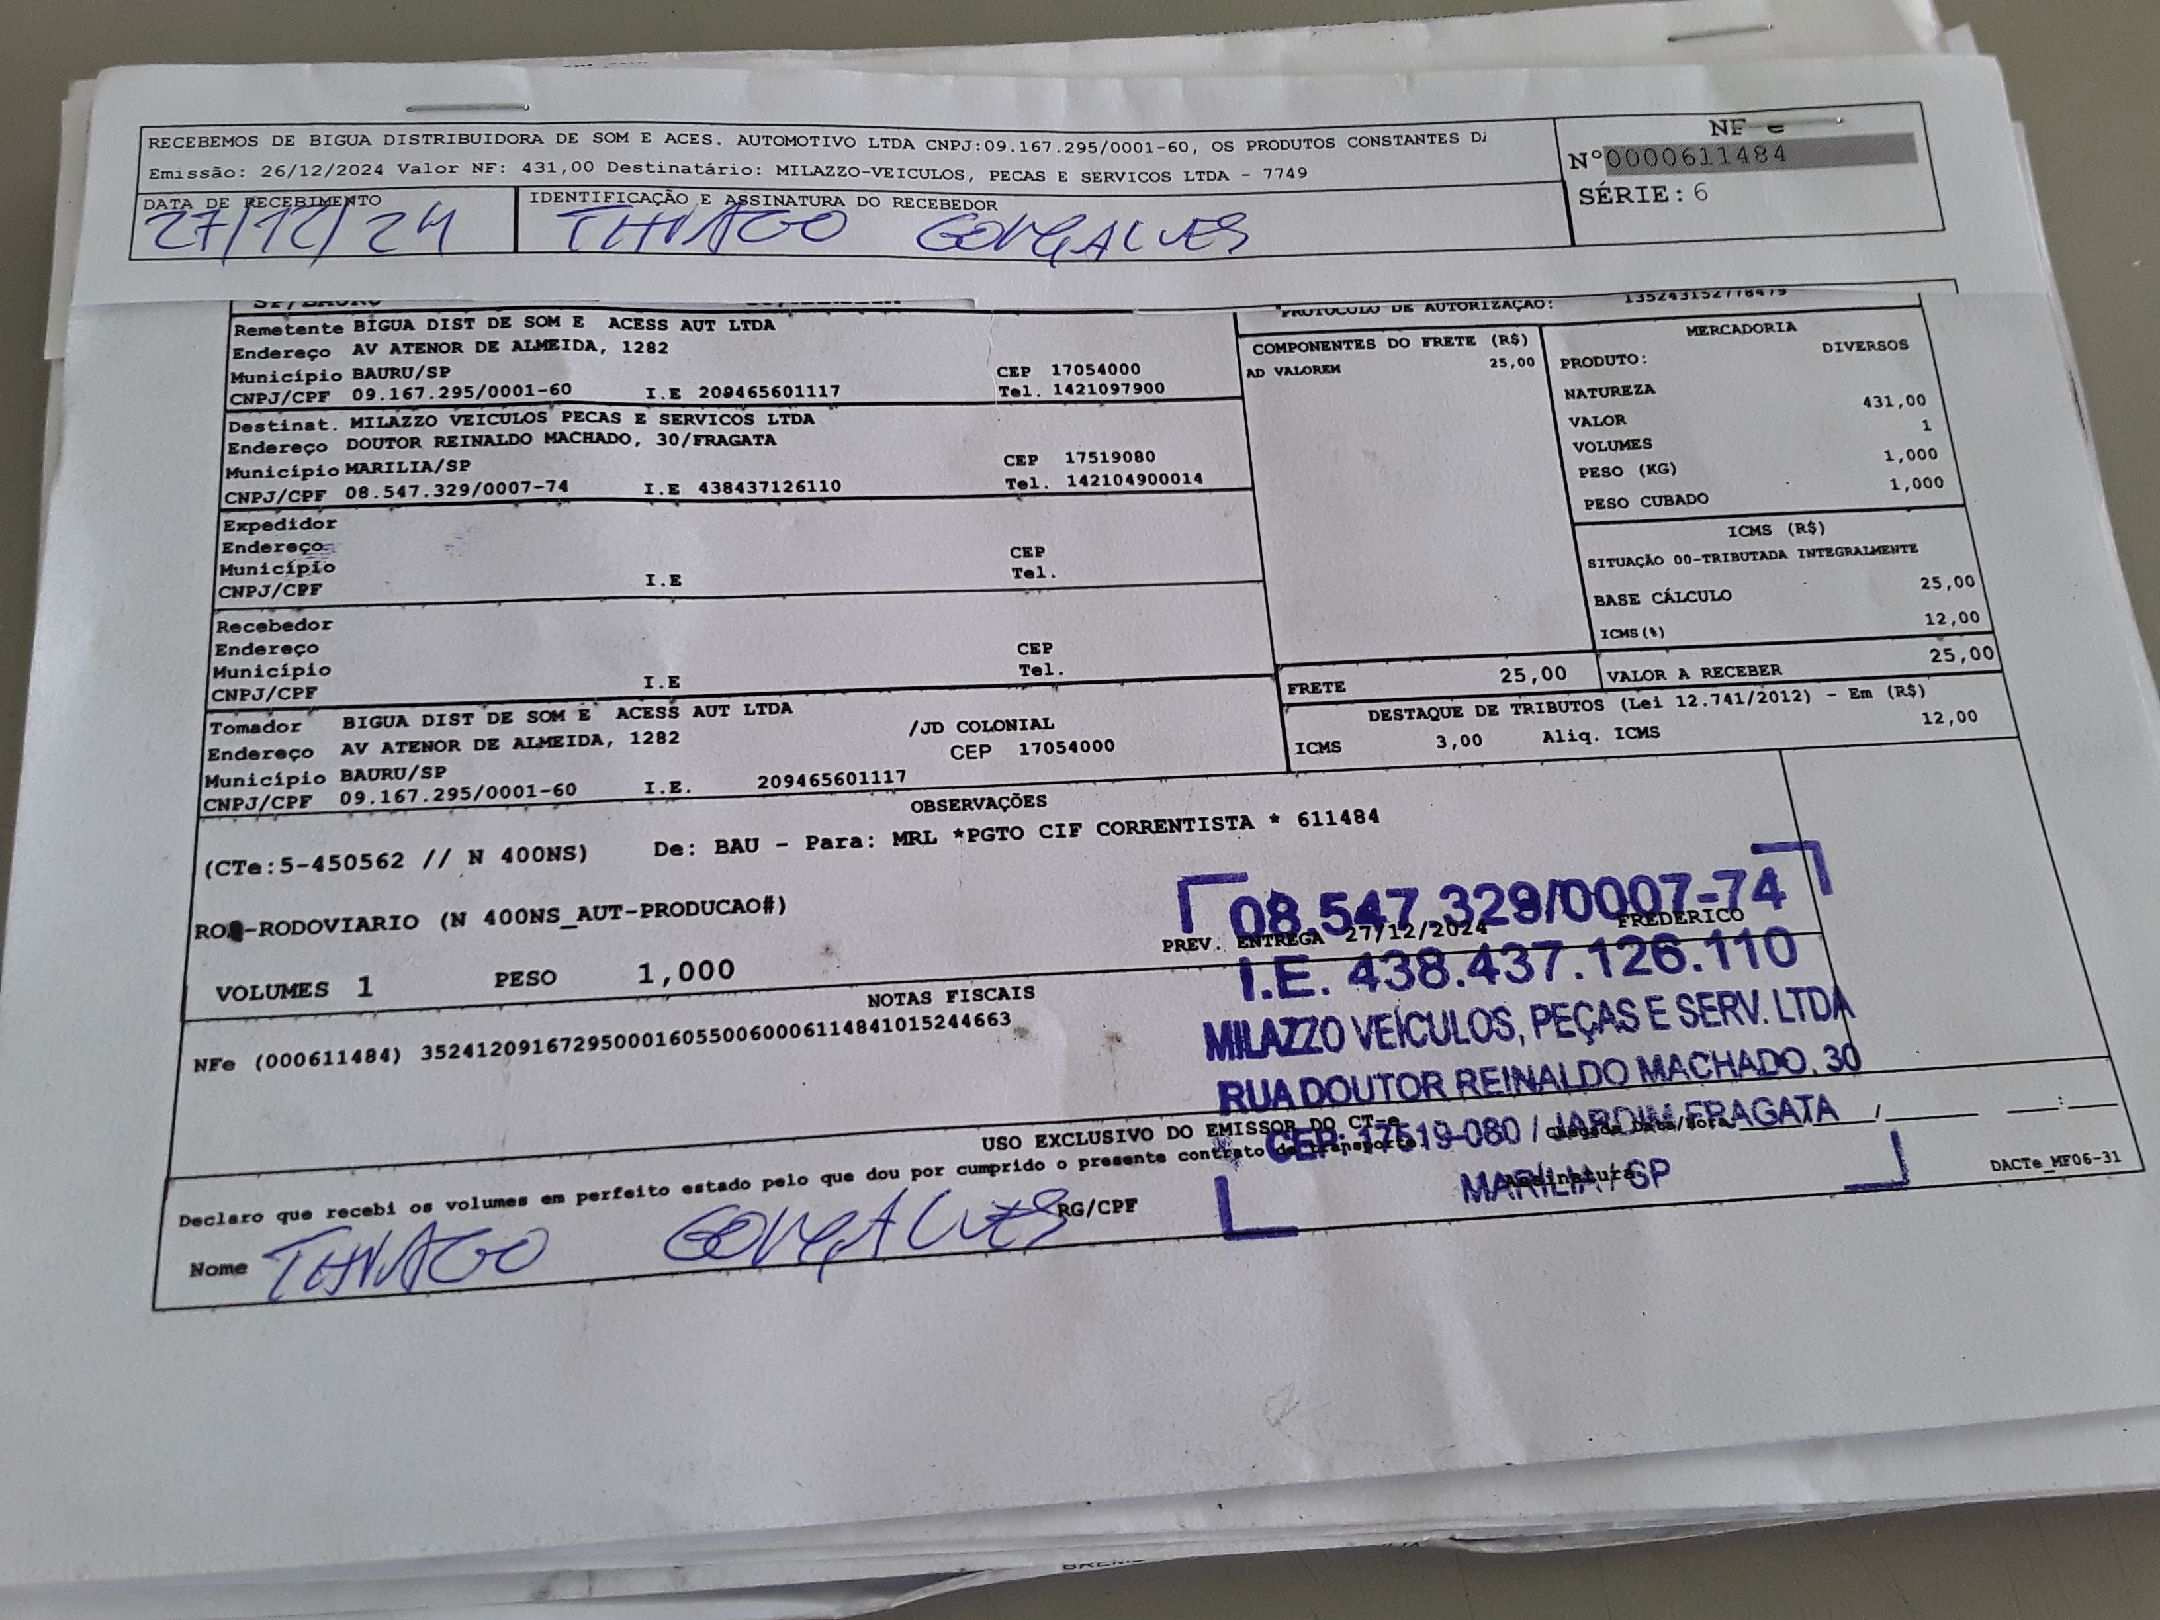 RECEBEMOS DE BIGUA DISTRIBUIDORA DE SOM E ACES. AUTOMOTIVO LTDA CNPJ:09.167.295/0001-60, OS PRODUTOS CONSTANTES
Emissão: 26/12/2024 Valor NF: 431,00 Destinatário: MILAZZO-VEICULOS, PECAS E SERVICOS LTDA - 7749
NF-e
Nº0000611484
SÉRIE: 6
DATA DE RECEBIMENTO
27/12/24
IDENTIFICAÇÃO E ASSINATURA DO RECEBEDOR
THIAGO GONÇALVES
SP/BAURU
PROTOCOLO DE AUTORIZAÇÃO: 135243152778479
Remetente BIGUA DIST DE SOM E ACESS AUT LTDA
Endereço AV ATENOR DE ALMEIDA, 1282
Município BAURU/SP CEP 17054000
CNPJ/CPF 09.167.295/0001-60 I.E 209465601117 Tel. 1421097900
Destinat. MILAZZO VEICULOS PECAS E SERVICOS LTDA
Endereço DOUTOR REINALDO MACHADO, 30/FRAGATA
Município MARILIA/SP CEP 17519080
CNPJ/CPF 08.547.329/0007-74 I.E 438437126110 Tel. 142104900014
Expedidor
Endereço
Município CEP
CNPJ/CPF I.E Tel.
Recebedor
Endereço
Município CEP
CNPJ/CPF I.E Tel.
Tomador BIGUA DIST DE SOM E ACESS AUT LTDA
Endereço AV ATENOR DE ALMEIDA, 1282 /JD COLONIAL
Município BAURU/SP CEP 17054000
CNPJ/CPF 09.167.295/0001-60 I.E. 209465601117
COMPONENTES DO FRETE (R$)
AD VALOREM 25,00
MERCADORIA
PRODUTO: DIVERSOS
NATUREZA
VALOR 431,00
VOLUMES 1
PESO (KG) 1,000
PESO CUBADO 1,000
ICMS (R$)
SITUAÇÃO 00-TRIBUTADA INTEGRALMENTE
BASE CÁLCULO 25,00
ICMS(%) 12,00
FRETE 25,00 VALOR A RECEBER 25,00
DESTAQUE DE TRIBUTOS (Lei 12.741/2012) - Em (R$)
ICMS 3,00 Aliq. ICMS 12,00
OBSERVAÇÕES
(CTe:5-450562 // N 400NS) De: BAU - Para: MRL *PGTO CIF CORRENTISTA * 611484
-RODOVIARIO (N 400NS_AUT-PRODUCAO#)
PREV. ENTREGA 27/12/2024 FREDERICO
VOLUMES 1 PESO 1,000
NOTAS FISCAIS
NFe (000611484) 35241209167295000160550060006114841015244663
08.547.329/0007-74
I.E. 438.437.126.110
MILAZZO VEÍCULOS, PEÇAS E SERV. LTDA
RUA DOUTOR REINALDO MACHADO, 30
CEP: 17519-080 / JARDIM FRAGATA
MARÍLIA / SP
USO EXCLUSIVO DO EMISSOR DO CT-e
Declaro que recebi os volumes em perfeito estado pelo que dou por cumprido o presente contrato de transporte.
Chegada Data/Hora
Nome THIAGO GONÇALVES RG/CPF
Assinatura
DACTe_MF06-31